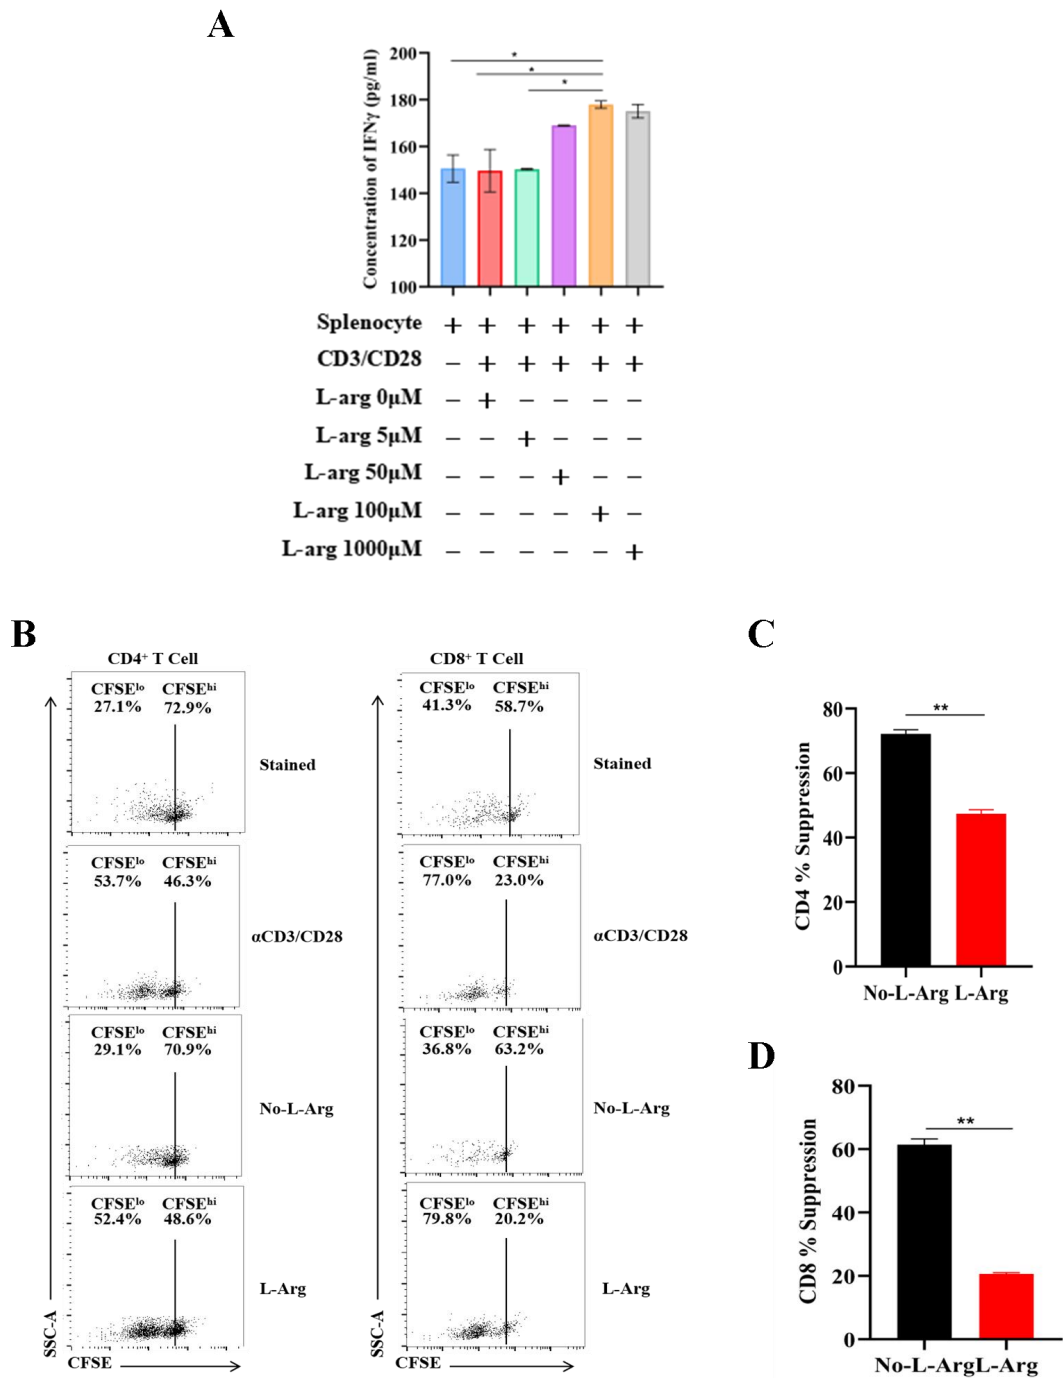 A
Concentration of IFNγ (pg/ml)
200
180
160
140
120
100
*
*
*
Splenocyte + + + + + +
CD3/CD28 – + + + + +
L-arg 0μM – + – – – –
L-arg 5μM – – + – – –
L-arg 50μM – – – + – –
L-arg 100μM – – – – + –
L-arg 1000μM – – – – – +
B
CD4+ T Cell
CFSElo CFSEhi
27.1% 72.9%
Stained
CFSElo CFSEhi
53.7% 46.3%
αCD3/CD28
CFSElo CFSEhi
29.1% 70.9%
No-L-Arg
CFSElo CFSEhi
52.4% 48.6%
L-Arg
SSC-A
CFSE
CD8+ T Cell
CFSElo CFSEhi
41.3% 58.7%
Stained
CFSElo CFSEhi
77.0% 23.0%
αCD3/CD28
CFSElo CFSEhi
36.8% 63.2%
No-L-Arg
CFSElo CFSEhi
79.8% 20.2%
L-Arg
SSC-A
CFSE
C
CD4 % Suppression
80
60
40
20
0
**
No-L-Arg L-Arg
D
CD8 % Suppression
80
60
40
20
0
**
No-L-ArgL-Arg